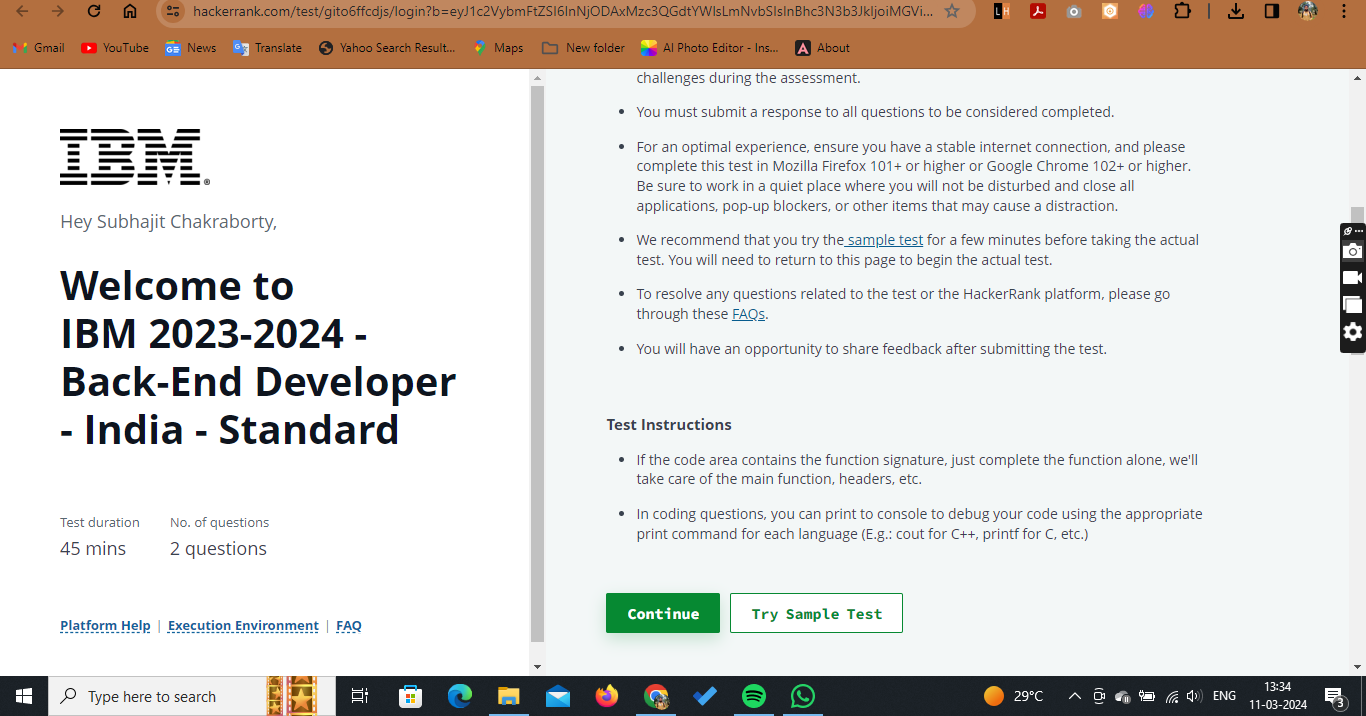 hackerrank.com/test/gito6ffcdjs/login?b=eyJ1c2VybmFtZSI6InNjODAxMzc3QGdtYWlsLmNvbSIsInBhc3N3b3JkIjoiMGVi...
Gmail YouTube News Translate Yahoo Search Result... Maps New folder AI Photo Editor - Ins... About
IBM
Hey Subhajit Chakraborty,
Welcome to
IBM 2023-2024 -
Back-End Developer
- India - Standard
Test duration No. of questions
45 mins 2 questions
Platform Help | Execution Environment | FAQ
challenges during the assessment.
• You must submit a response to all questions to be considered completed.
• For an optimal experience, ensure you have a stable internet connection, and please
complete this test in Mozilla Firefox 101+ or higher or Google Chrome 102+ or higher.
Be sure to work in a quiet place where you will not be disturbed and close all
applications, pop-up blockers, or other items that may cause a distraction.
• We recommend that you try the sample test for a few minutes before taking the actual
test. You will need to return to this page to begin the actual test.
• To resolve any questions related to the test or the HackerRank platform, please go
through these FAQs.
• You will have an opportunity to share feedback after submitting the test.
Test Instructions
• If the code area contains the function signature, just complete the function alone, we'll
take care of the main function, headers, etc.
• In coding questions, you can print to console to debug your code using the appropriate
print command for each language (E.g.: cout for C++, printf for C, etc.)
Continue Try Sample Test
Type here to search
29°C ENG 13:34
11-03-2024 3